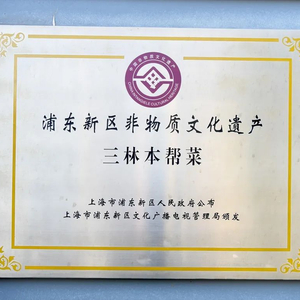 浦东新区非物质文化遗产
三林本帮菜
上海市浦东新区人民政府公布
上海市浦东新区文化广播电视管理局颁发